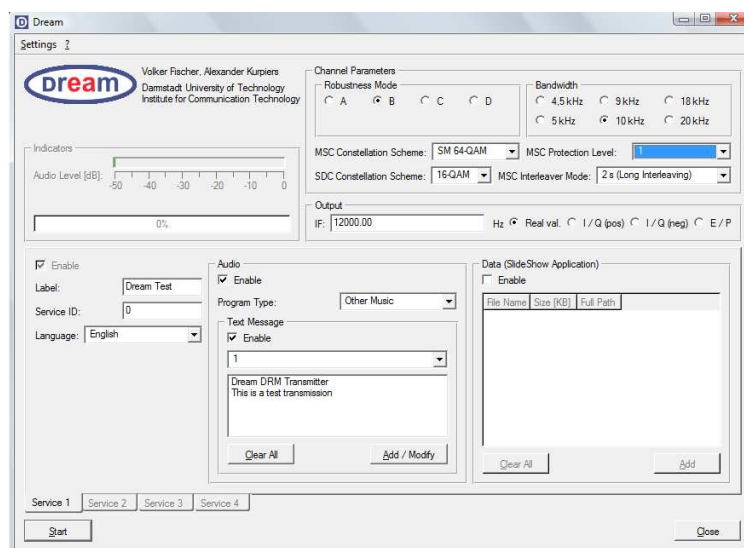 Dream
Settings ?
Dream
Volker Fischer, Alexander Kurpiers
Darmstadt University of Technology
Institute for Communication Technology
Channel Parameters
Robustness Mode
A B C D
Bandwidth
4,5 kHz 9 kHz 18 kHz
5 kHz 10 kHz 20 kHz
MSC Constellation Scheme: SM 64-QAM
MSC Protection Level: 1
SDC Constellation Scheme: 16-QAM
MSC Interleaver Mode: 2 s (Long Interleaving)
Indicators
Audio Level [dB]:
-50 -40 -30 -20 -10 0
0%
Output
IF: 12000.00 Hz Real val. I / Q (pos) I / Q (neg) E / P
Enable
Label: Dream Test
Service ID: 0
Language: English
Audio
Enable
Program Type: Other Music
Text Message
Enable
1
Dream DRM Transmitter
This is a test transmission
Clear All Add / Modify
Data (SlideShow Application)
Enable
File Name Size [KB] Full Path
Clear All Add
Service 1 Service 2 Service 3 Service 4
Start Close